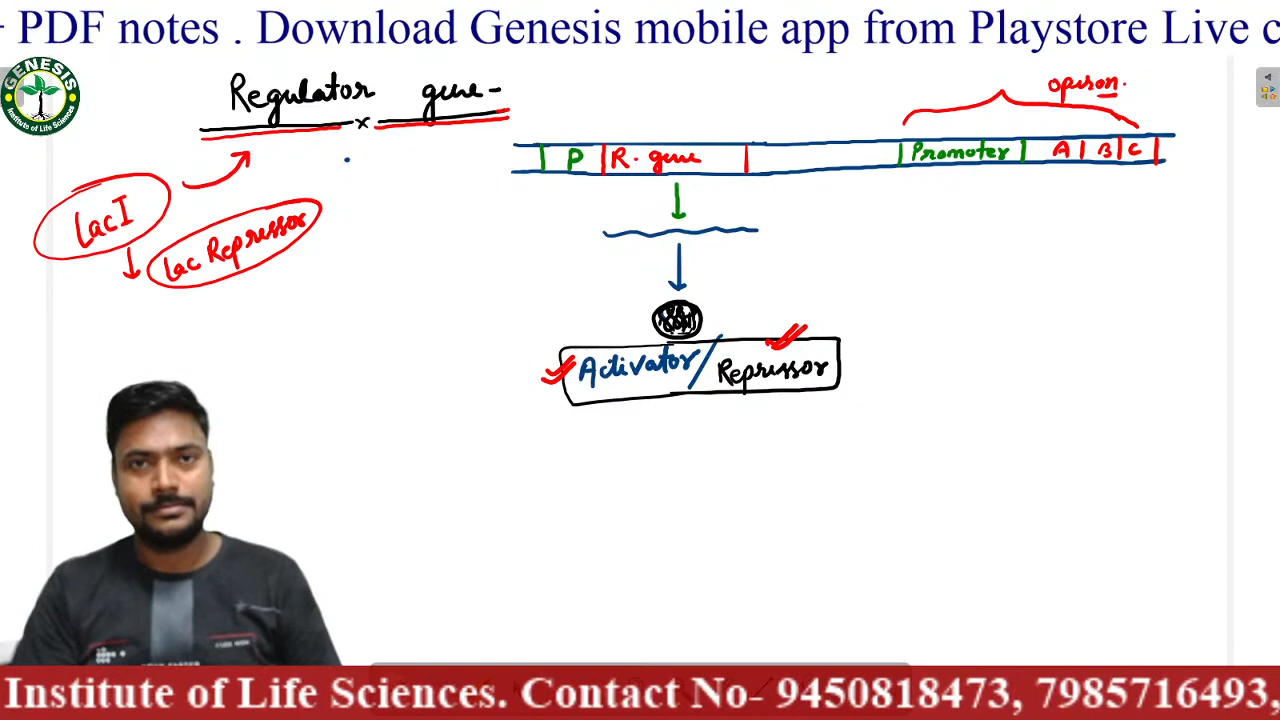 PDF notes . Download Genesis mobile app from Playstore Live c
GENESIS
Institute of Life Sciences
Regulator gene -
operon.
P R. gene Promoter A B C
LacI
Lac Repressor
Activator / Repressor
Institute of Life Sciences. Contact No- 9450818473, 7985716493,